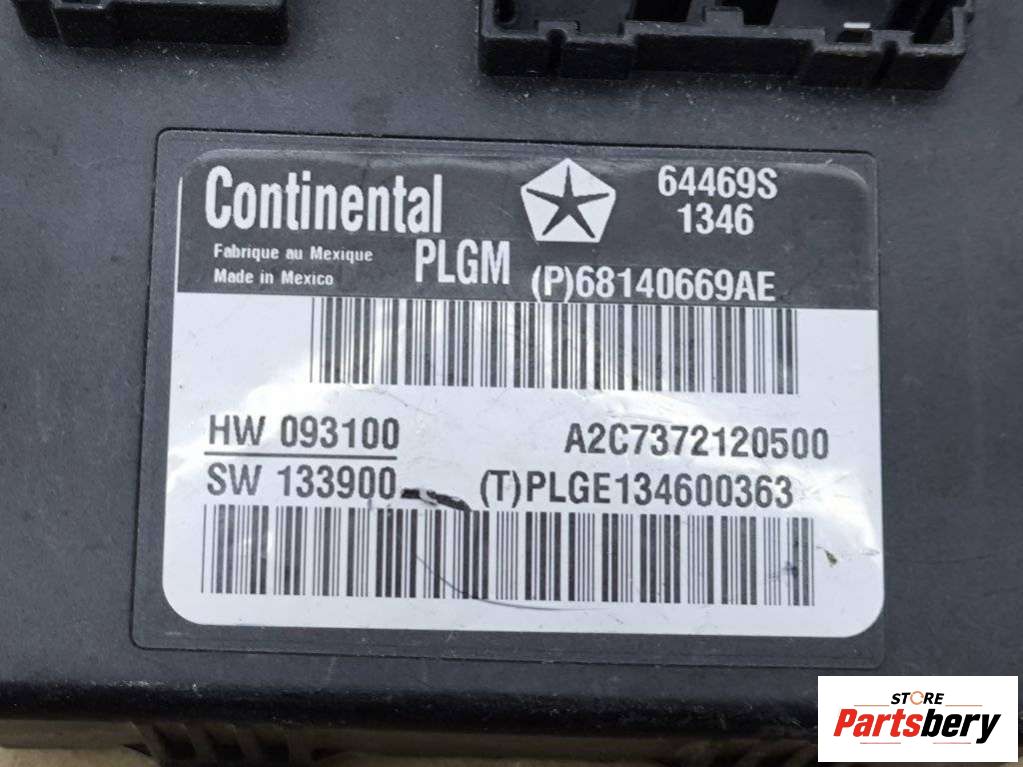 Continental
Fabrique au Mexique
Made in Mexico
PLGM
64469S
1346
(P)68140669AE
HW 093100
A2C7372120500
SW 133900
(T)PLGE134600363
STORE
Partsbery